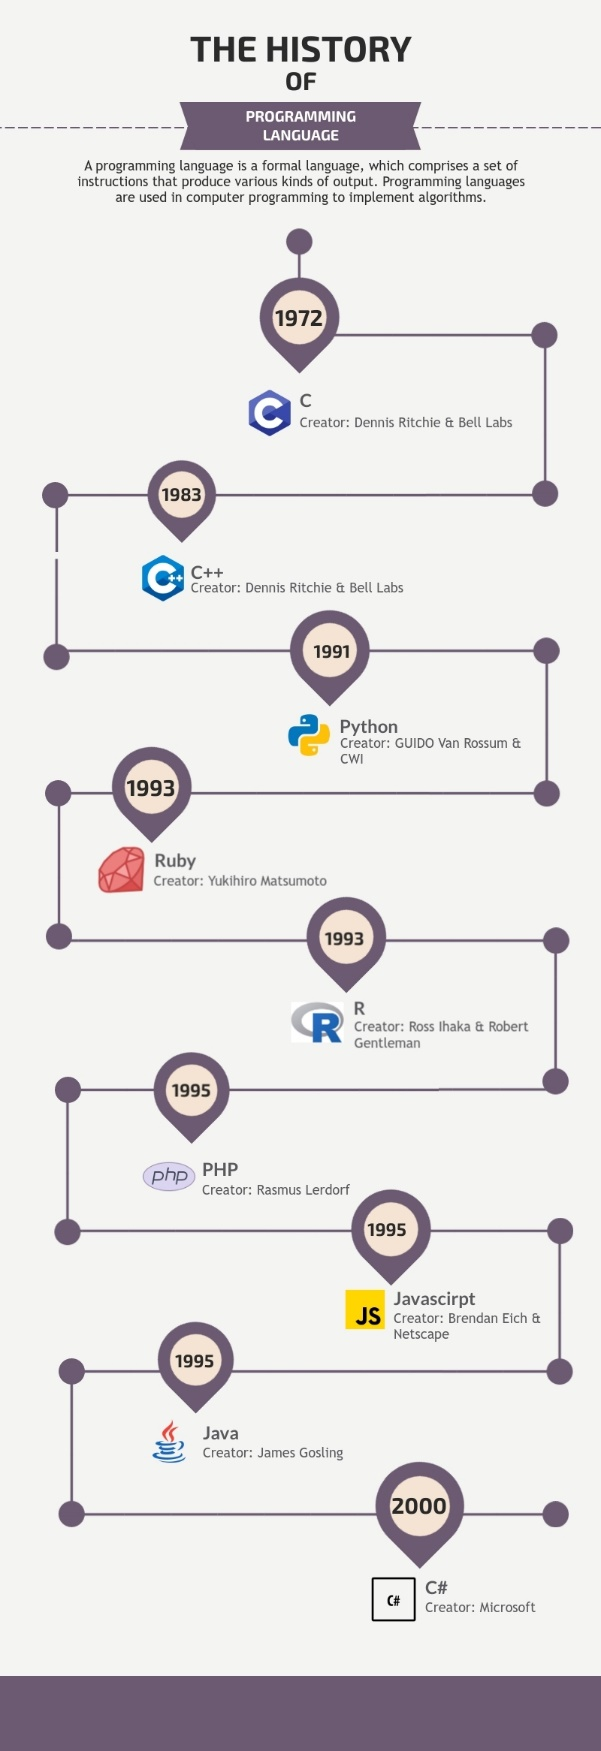 THE HISTORY
OF
PROGRAMMING
LANGUAGE
A programming language is a formal language, which comprises a set of
instructions that produce various kinds of output. Programming languages
are used in computer programming to implement algorithms.
1972
C
C
Creator: Dennis Ritchie & Bell Labs
1983
C++
C++
Creator: Dennis Ritchie & Bell Labs
1991
Python
Creator: GUIDO Van Rossum &
CWI
1993
Ruby
Creator: Yukihiro Matsumoto
1993
R
R
Creator: Ross Ihaka & Robert
Gentleman
1995
php
PHP
Creator: Rasmus Lerdorf
1995
JS
Javascirpt
Creator: Brendan Eich &
Netscape
1995
Java
Creator: James Gosling
2000
C#
C#
Creator: Microsoft